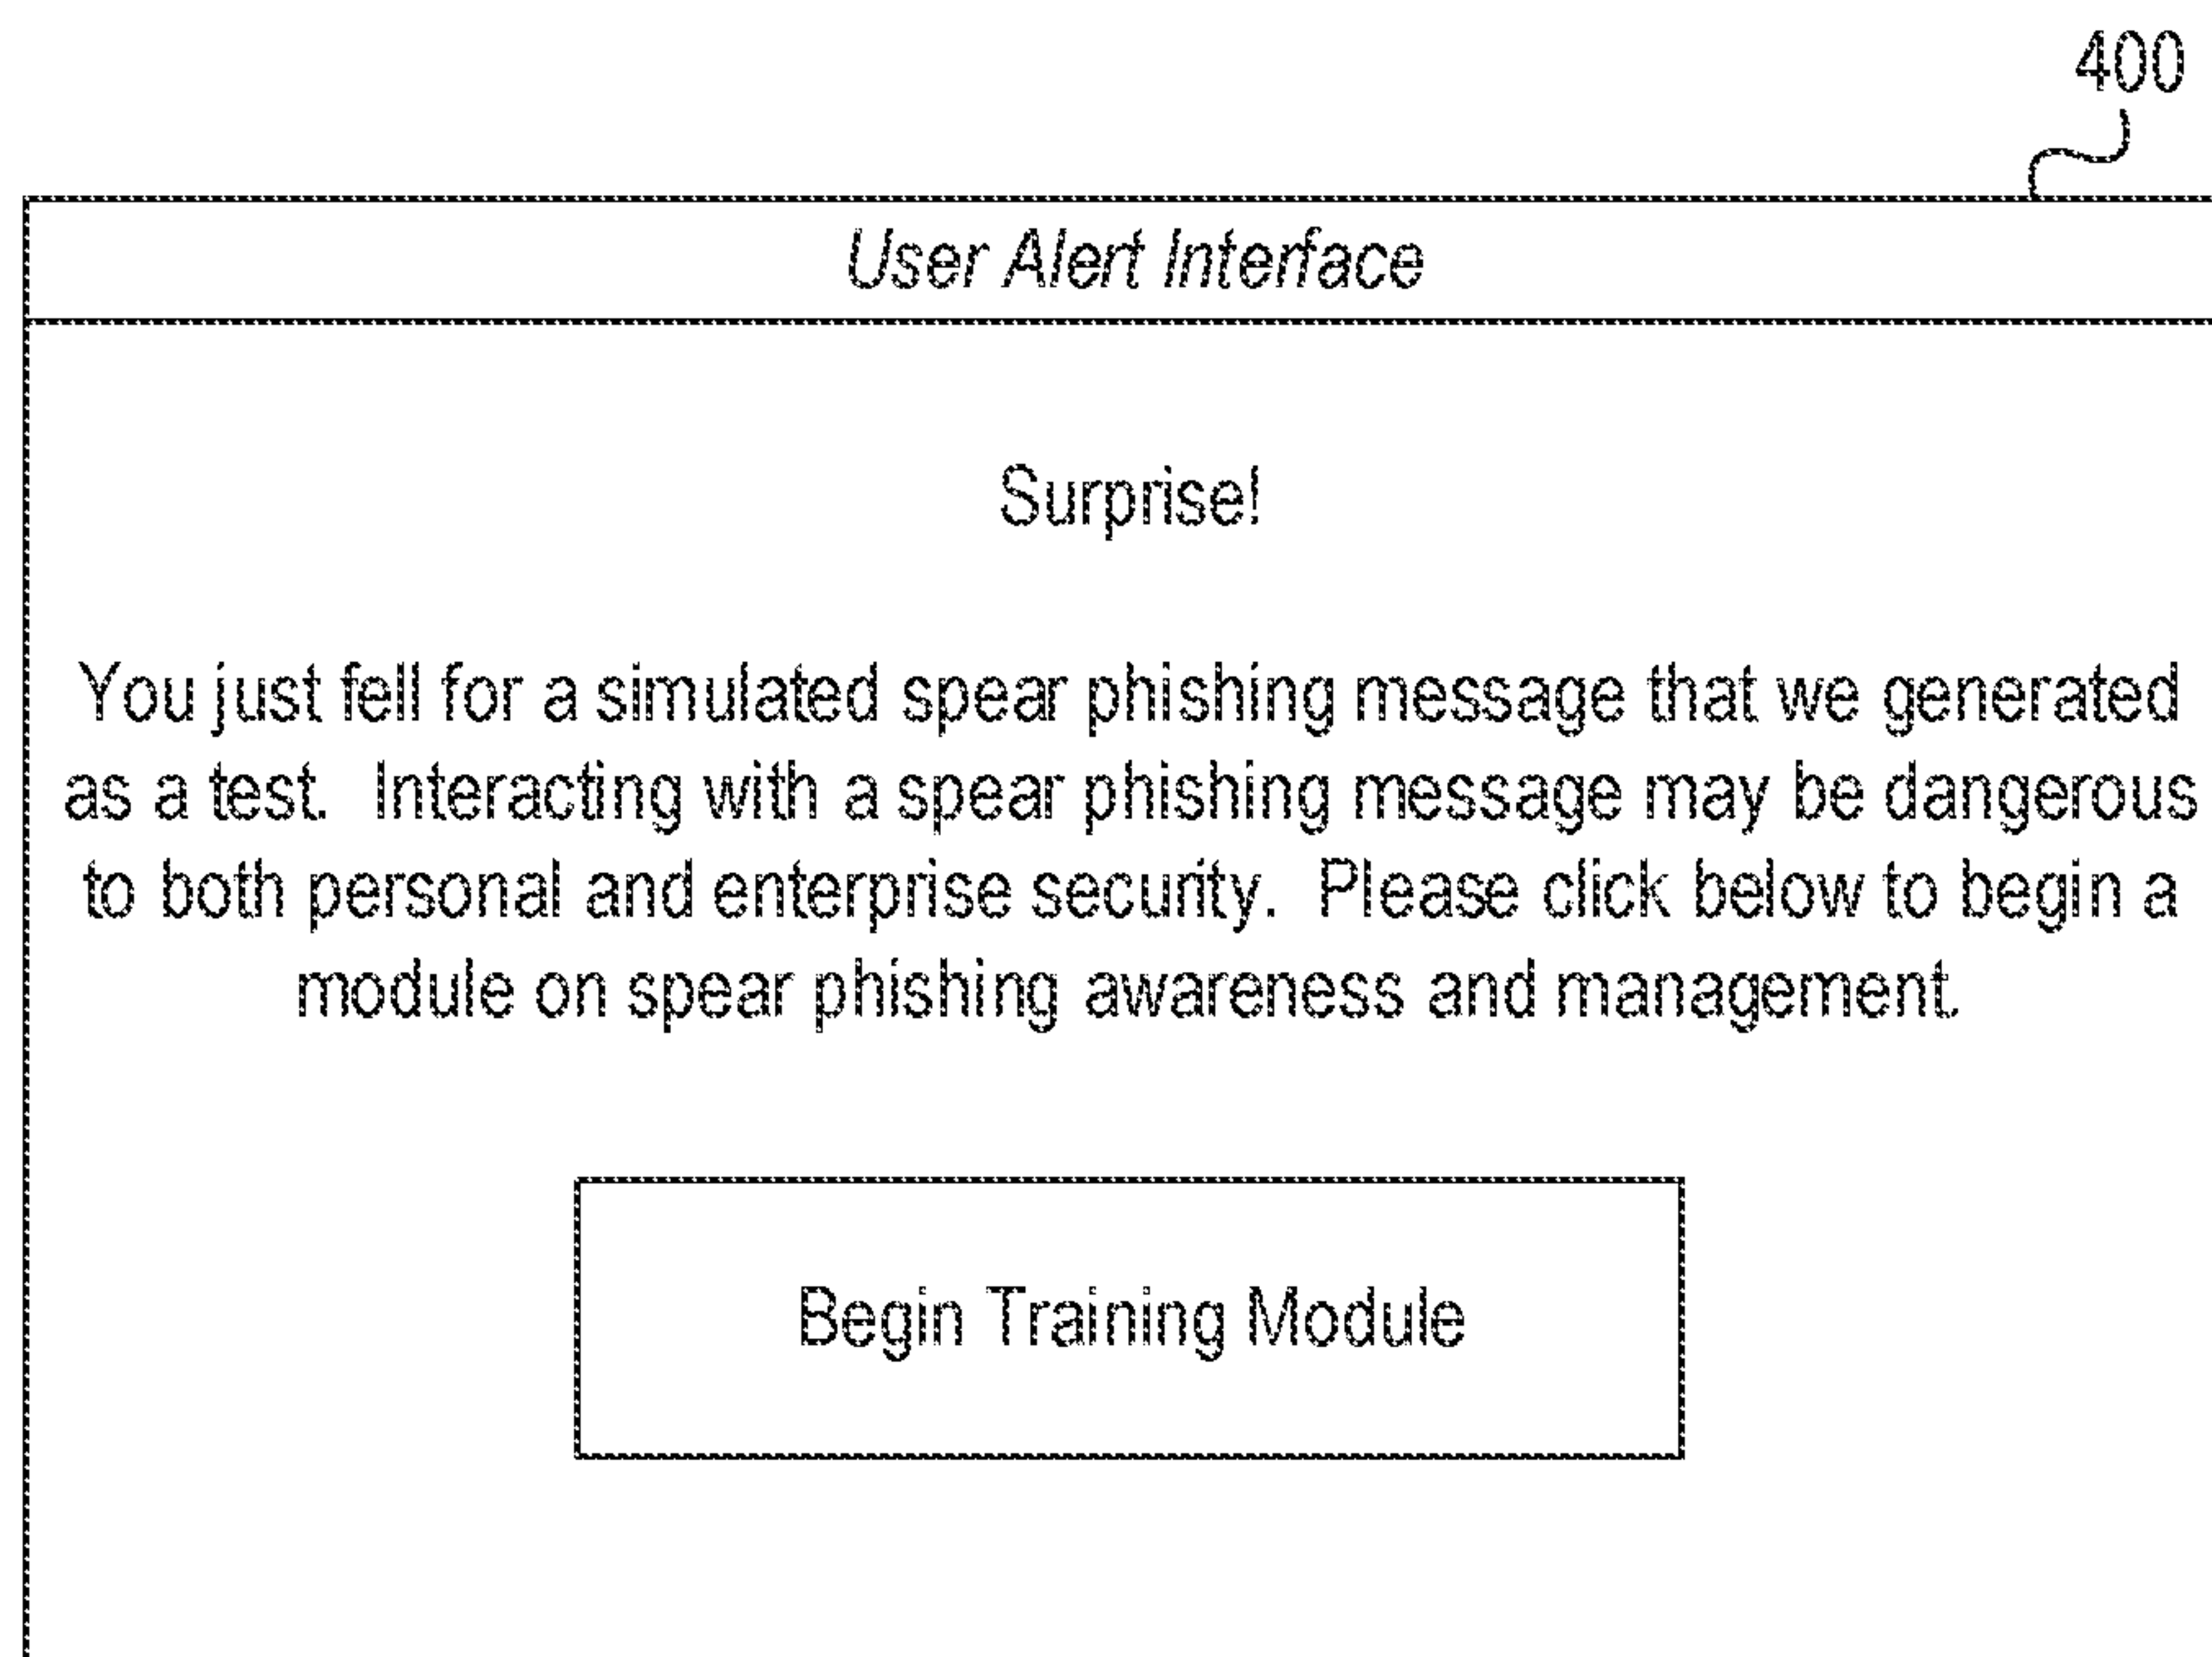 400
User Alert Interface
Surprise!
You just fell for a simulated spear phishing message that we generated
as a test. Interacting with a spear phishing message may be dangerous
to both personal and enterprise security. Please click below to begin a
module on spear phishing awareness and management.
Begin Training Module